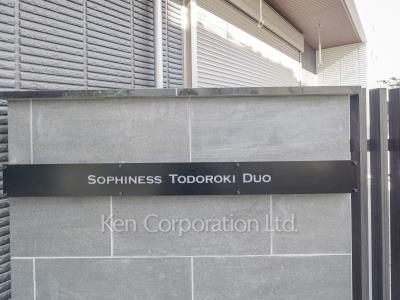 SOPHINESS TODOROKI DUO
Ken Corporation Ltd.